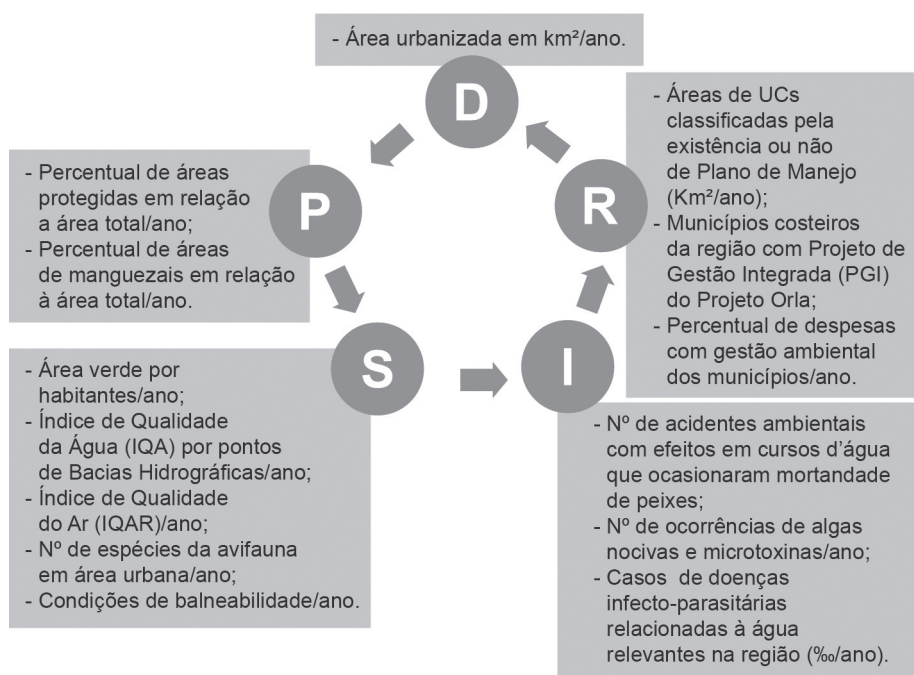 - Área urbanizada em km²/ano.
D
P
- Percentual de áreas
protegidas em relação
a área total/ano;
- Percentual de áreas
de manguezais em relação
à área total/ano.
S
- Área verde por
habitantes/ano;
- Índice de Qualidade
da Água (IQA) por pontos
de Bacias Hidrográficas/ano;
- Índice de Qualidade
do Ar (IQAR)/ano;
- Nº de espécies da avifauna
em área urbana/ano;
- Condições de balneabilidade/ano.
I
- Nº de acidentes ambientais
com efeitos em cursos d’água
que ocasionaram mortandade
de peixes;
- Nº de ocorrências de algas
nocivas e microtoxinas/ano;
- Casos de doenças
infecto-parasitárias
relacionadas à água
relevantes na região (‰/ano).
R
- Áreas de UCs
classificadas pela
existência ou não
de Plano de Manejo
(Km²/ano);
- Municípios costeiros
da região com Projeto de
Gestão Integrada (PGI)
do Projeto Orla;
- Percentual de despesas
com gestão ambiental
dos municípios/ano.